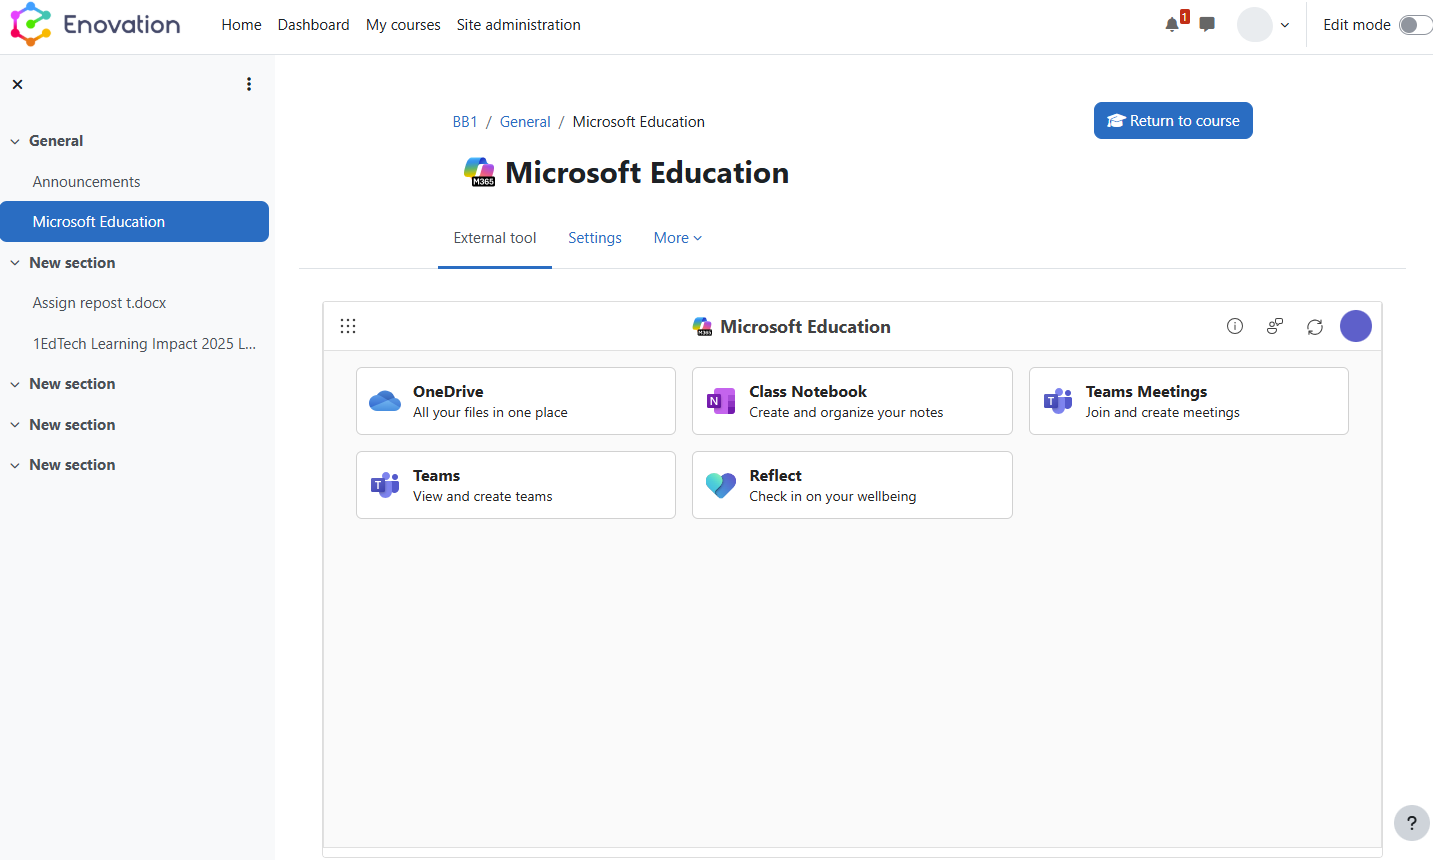 Enovation
Home
Dashboard
My courses
Site administration
1
Edit mode
General
Announcements
Microsoft Education
New section
Assign repost t.docx
1EdTech Learning Impact 2025 L...
New section
New section
New section
BB1 / General / Microsoft Education
Return to course
M365
Microsoft Education
External tool
Settings
More
M365
Microsoft Education
OneDrive
All your files in one place
N
Class Notebook
Create and organize your notes
T
Teams Meetings
Join and create meetings
T
Teams
View and create teams
Reflect
Check in on your wellbeing
?